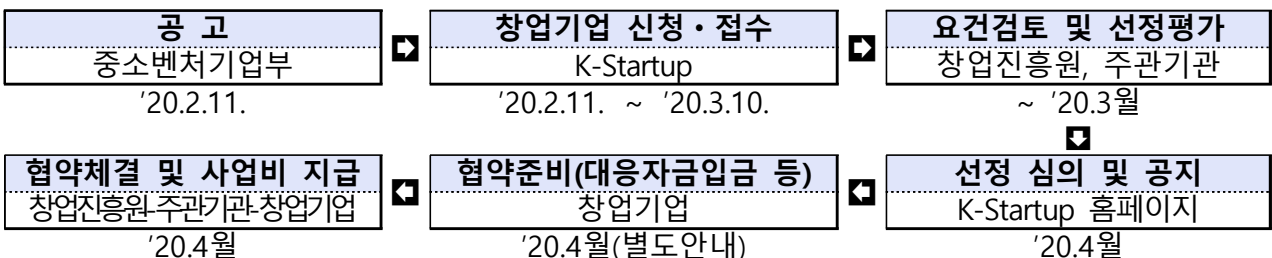 공 고
중소벤처기업부
'20.2.11.
창업기업 신청·접수
K-Startup
'20.2.11. ~ '20.3.10.
요건검토 및 선정평가
창업진흥원, 주관기관
~ '20.3월
선정 심의 및 공지
K-Startup 홈페이지
'20.4월
협약준비(대응자금입금 등)
창업기업
'20.4월(별도안내)
협약체결 및 사업비 지급
창업진흥원-주관기관-창업기업
'20.4월